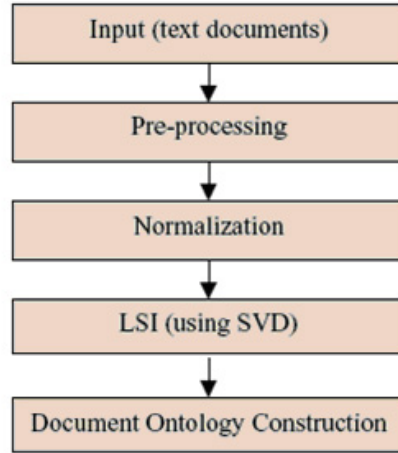 Input (text documents)
Pre-processing
Normalization
LSI (using SVD)
Document Ontology Construction